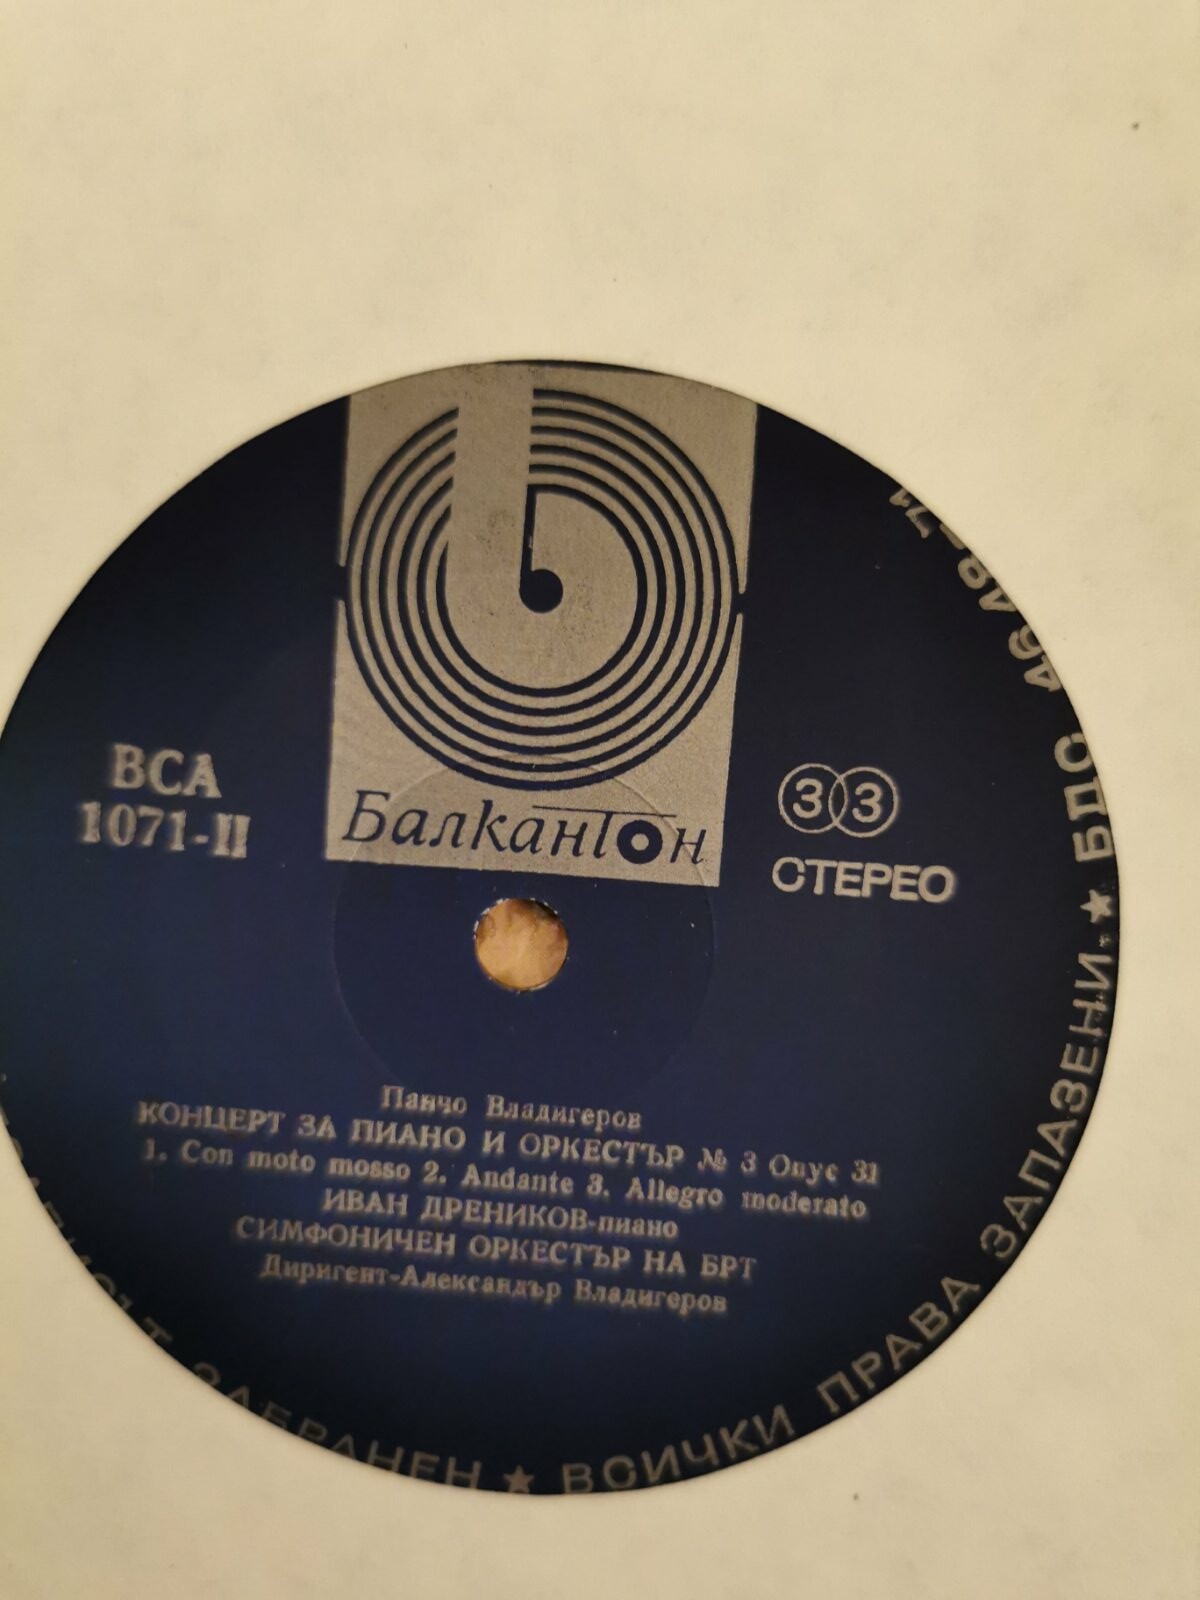 Балкантон
ВСА
1071-II
33
СТЕРЕО
Панчо Владигеров
КОНЦЕРТ ЗА ПИАНО И ОРКЕСТЪР № 3 Опус 31
1. Con moto mosso 2. Andante 3. Allegro moderato
ИВАН ДРЕНИКОВ-пиано
СИМФОНИЧЕН ОРКЕСТЪР НА БРТ
Диригент-Александър Владигеров
ЗАБРАНЕН ★ ВСИЧКИ ПРАВА ЗАПАЗЕНИ. ★ БДС